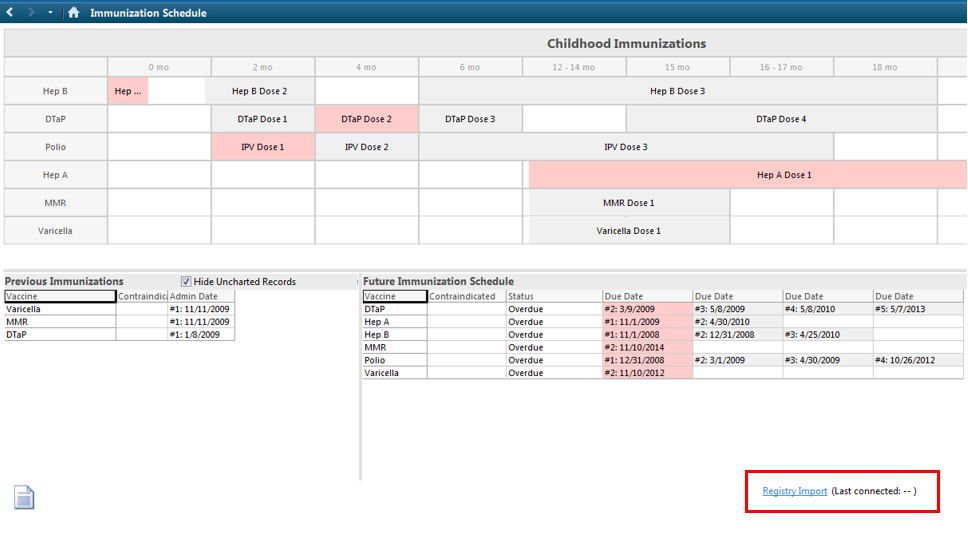 Immunization Schedule
Childhood Immunizations
0 mo 2 mo 4 mo 6 mo 12 - 14 mo 15 mo 16 - 17 mo 18 mo
Hep B Hep ... Hep B Dose 2 Hep B Dose 3
DTaP DTaP Dose 1 DTaP Dose 2 DTaP Dose 3 DTaP Dose 4
Polio IPV Dose 1 IPV Dose 2 IPV Dose 3
Hep A Hep A Dose 1
MMR MMR Dose 1
Varicella Varicella Dose 1
Previous Immunizations Hide Uncharted Records
Vaccine Contraindic Admin Date
Varicella #1: 11/11/2009
MMR #1: 11/11/2009
DTaP #1: 1/8/2009
Future Immunization Schedule
Vaccine Contraindicated Status Due Date Due Date Due Date Due Date
DTaP Overdue #2: 3/9/2009 #3: 5/8/2009 #4: 5/8/2010 #5: 5/7/2013
Hep A Overdue #1: 11/1/2009 #2: 4/30/2010
Hep B Overdue #1: 11/1/2008 #2: 12/31/2008 #3: 4/25/2010
MMR Overdue #2: 11/10/2014
Polio Overdue #1: 12/31/2008 #2: 3/1/2009 #3: 4/30/2009 #4: 10/26/2012
Varicella Overdue #2: 11/10/2012
Registry Import (Last connected: -- )